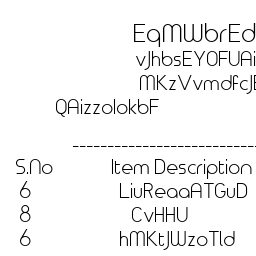 EqMWbrEd
vJhbsEYOFUAi
MKzVvmdfcJE
QAizzolokbF
----------------------------
S.No Item Description
6 LiuReaaATGuD
8 CvHHU
6 hMKtJWzoTld